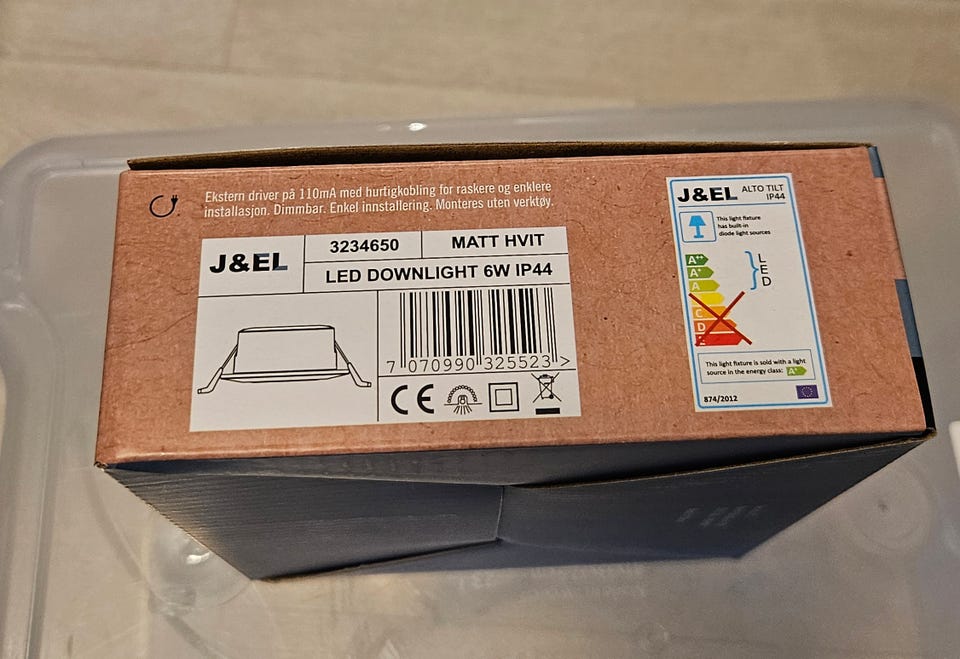 Ekstern driver på 110mA med hurtigkobling for raskere og enklere
installasjon. Dimmbar. Enkel innstallering. Monteres uten verktøy.
J&EL
3234650
MATT HVIT
LED DOWNLIGHT 6W IP44
7 070990 325523 >
CE
J&EL
ALTO TILT
IP44
This light fixture
has built-in
diode light sources
A++
A+
A
C
D
L
E
D
This light fixture is sold with a light
source in the energy class: A+
874/2012